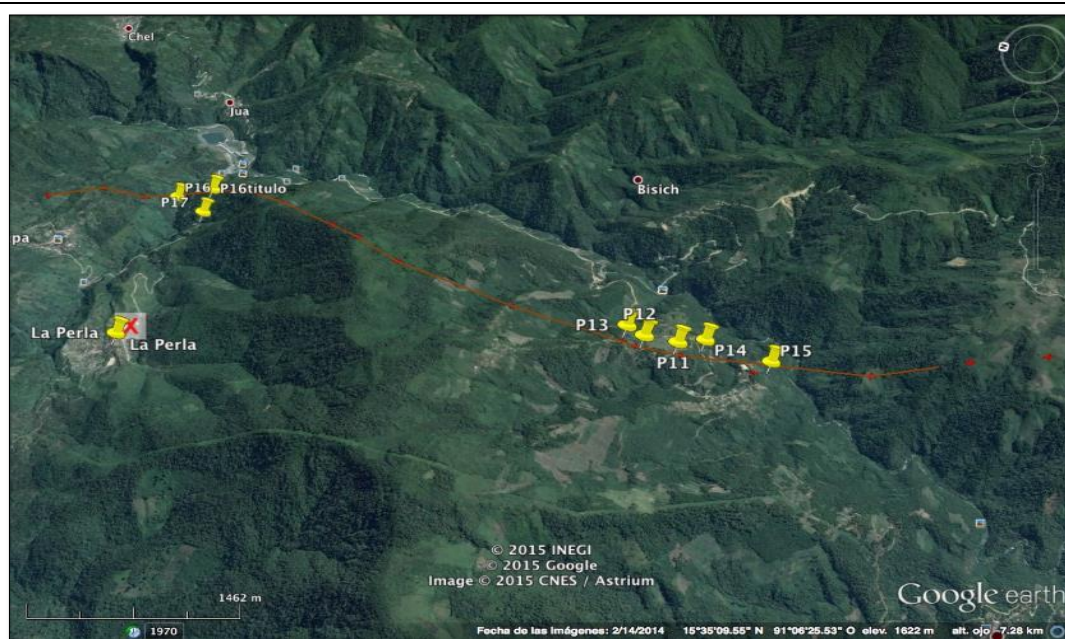 Chel
N
Jua
Bisich
P16
P16titulo
P17
pa
P12
P13
P14
P11
P15
La Perla
La Perla
© 2015 INEGI
© 2015 Google
Image © 2015 CNES / Astrium
Google earth
1462 m
1970
Fecha de las Imágenes: 2/14/2014 15°35'09.55" N 91°06'25.53" O elev. 1622 m alt. ojo 7.28 km